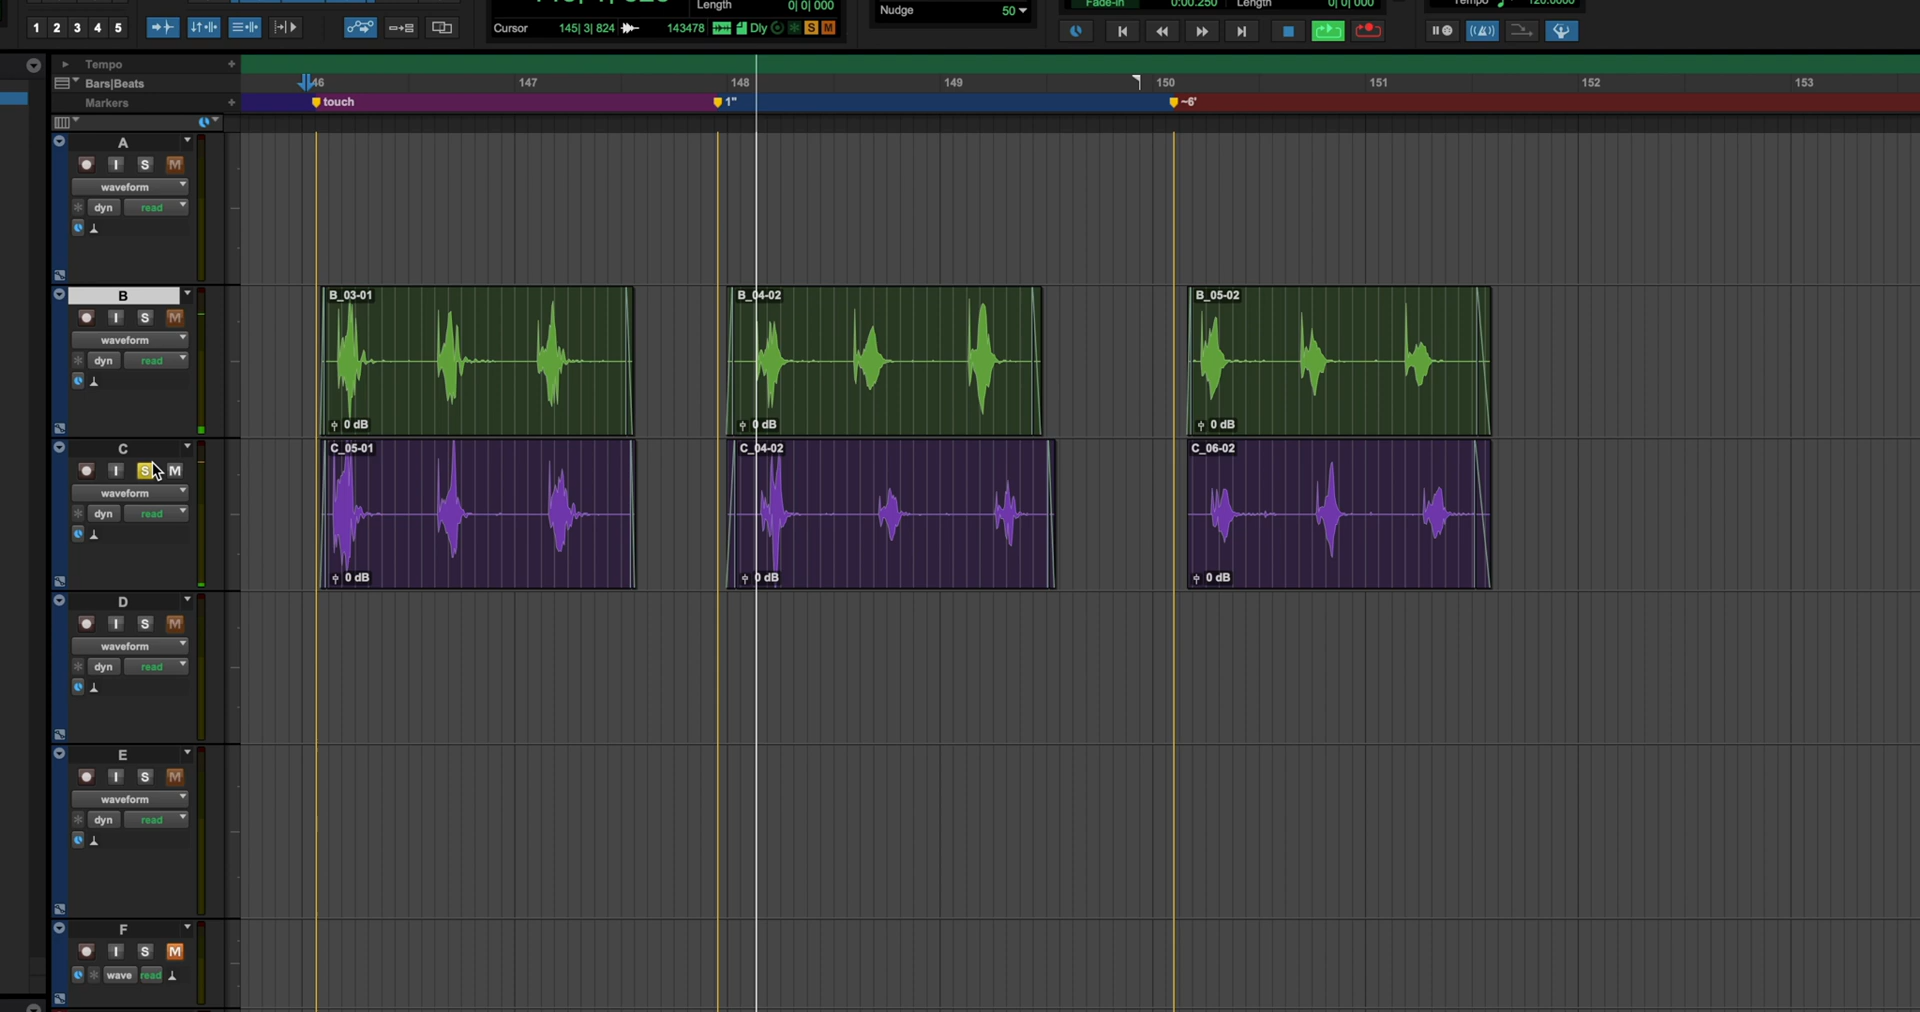 Length 0| 0| 000
Nudge 50
Fade-in 0:00.250 Length 0| 0| 000
Tempo 120.0000
1 2 3 4 5
Cursor 145| 3| 824 143478 Dly S M
Tempo +
Bars|Beats 146 147 148 149 150 151 152 153
Markers + touch 1" ~6'
A
I S M
waveform
dyn read
B
I S M
waveform
dyn read
B_03-01 B_04-02 B_05-02
0 dB 0 dB 0 dB
C
I S M
waveform
dyn read
C_05-01 C_04-02 C_06-02
0 dB 0 dB 0 dB
D
I S M
waveform
dyn read
E
I S M
waveform
dyn read
F
I S M
wave read